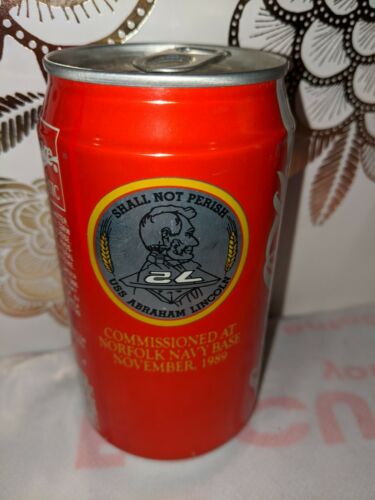 SHALL NOT PERISH
72
USS ABRAHAM LINCOLN
COMMISSIONED AT
NORFOLK NAVY BASE
NOVEMBER, 1989